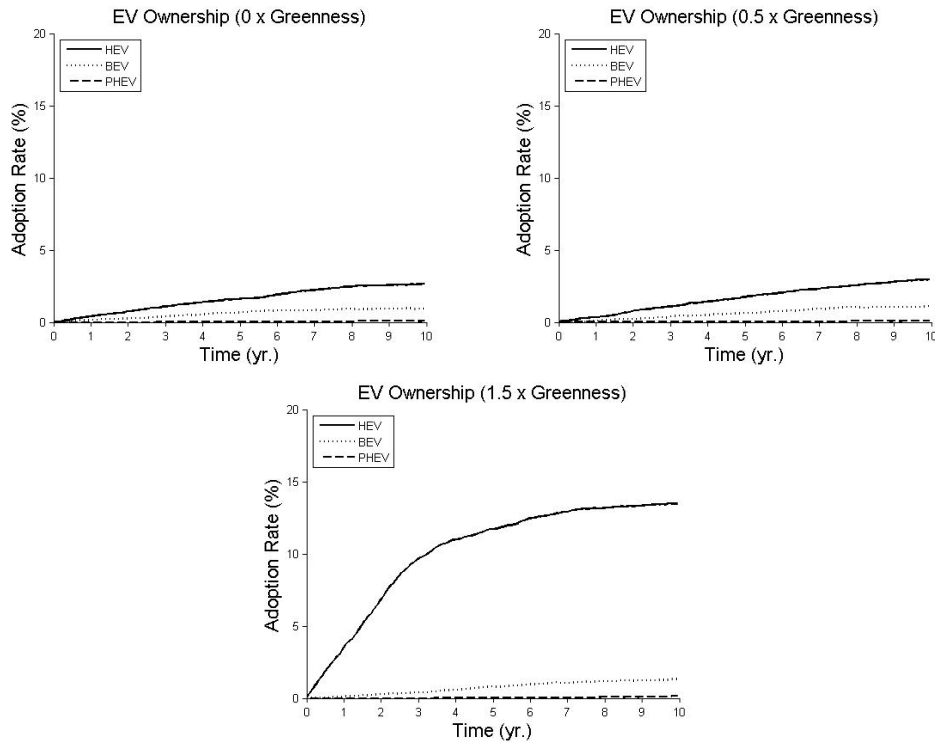 EV Ownership (0 x Greenness)
20
15
10
5
0
HEV
BEV
PHEV
Adoption Rate (%)
0 1 2 3 4 5 6 7 8 9 10
Time (yr.)
EV Ownership (0.5 x Greenness)
20
15
10
5
0
HEV
BEV
PHEV
Adoption Rate (%)
0 1 2 3 4 5 6 7 8 9 10
Time (yr.)
EV Ownership (1.5 x Greenness)
20
15
10
5
0
HEV
BEV
PHEV
Adoption Rate (%)
0 1 2 3 4 5 6 7 8 9 10
Time (yr.)